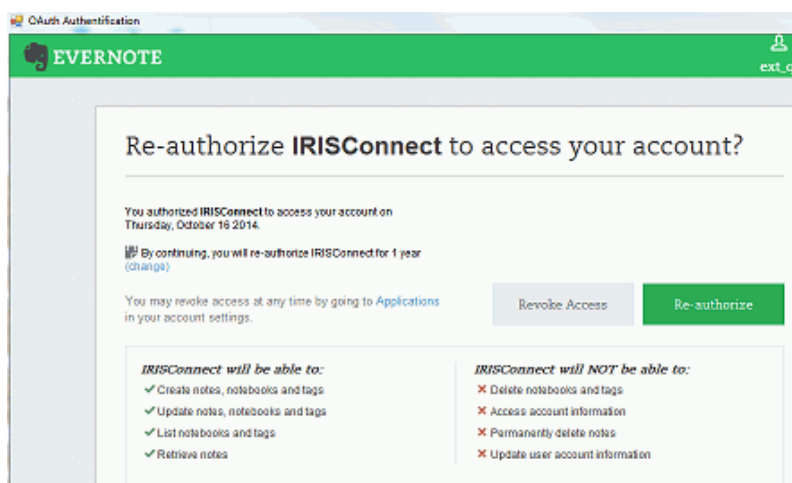 OAuth Authentification
EVERNOTE
Re-authorize IRISConnect to access your account?
You authorized IRISConnect to access your account on
Thursday, October 16 2014.
By continuing, you will re-authorize IRISConnect for 1 year
(change)
You may revoke access at any time by going to Applications
in your account settings.
Revoke Access
Re-authorize
IRISConnect will be able to:
Create notes, notebooks and tags
Update notes, notebooks and tags
List notebooks and tags
Retrieve notes
IRISConnect will NOT be able to:
Delete notebooks and tags
Access account information
Permanently delete notes
Update user account information